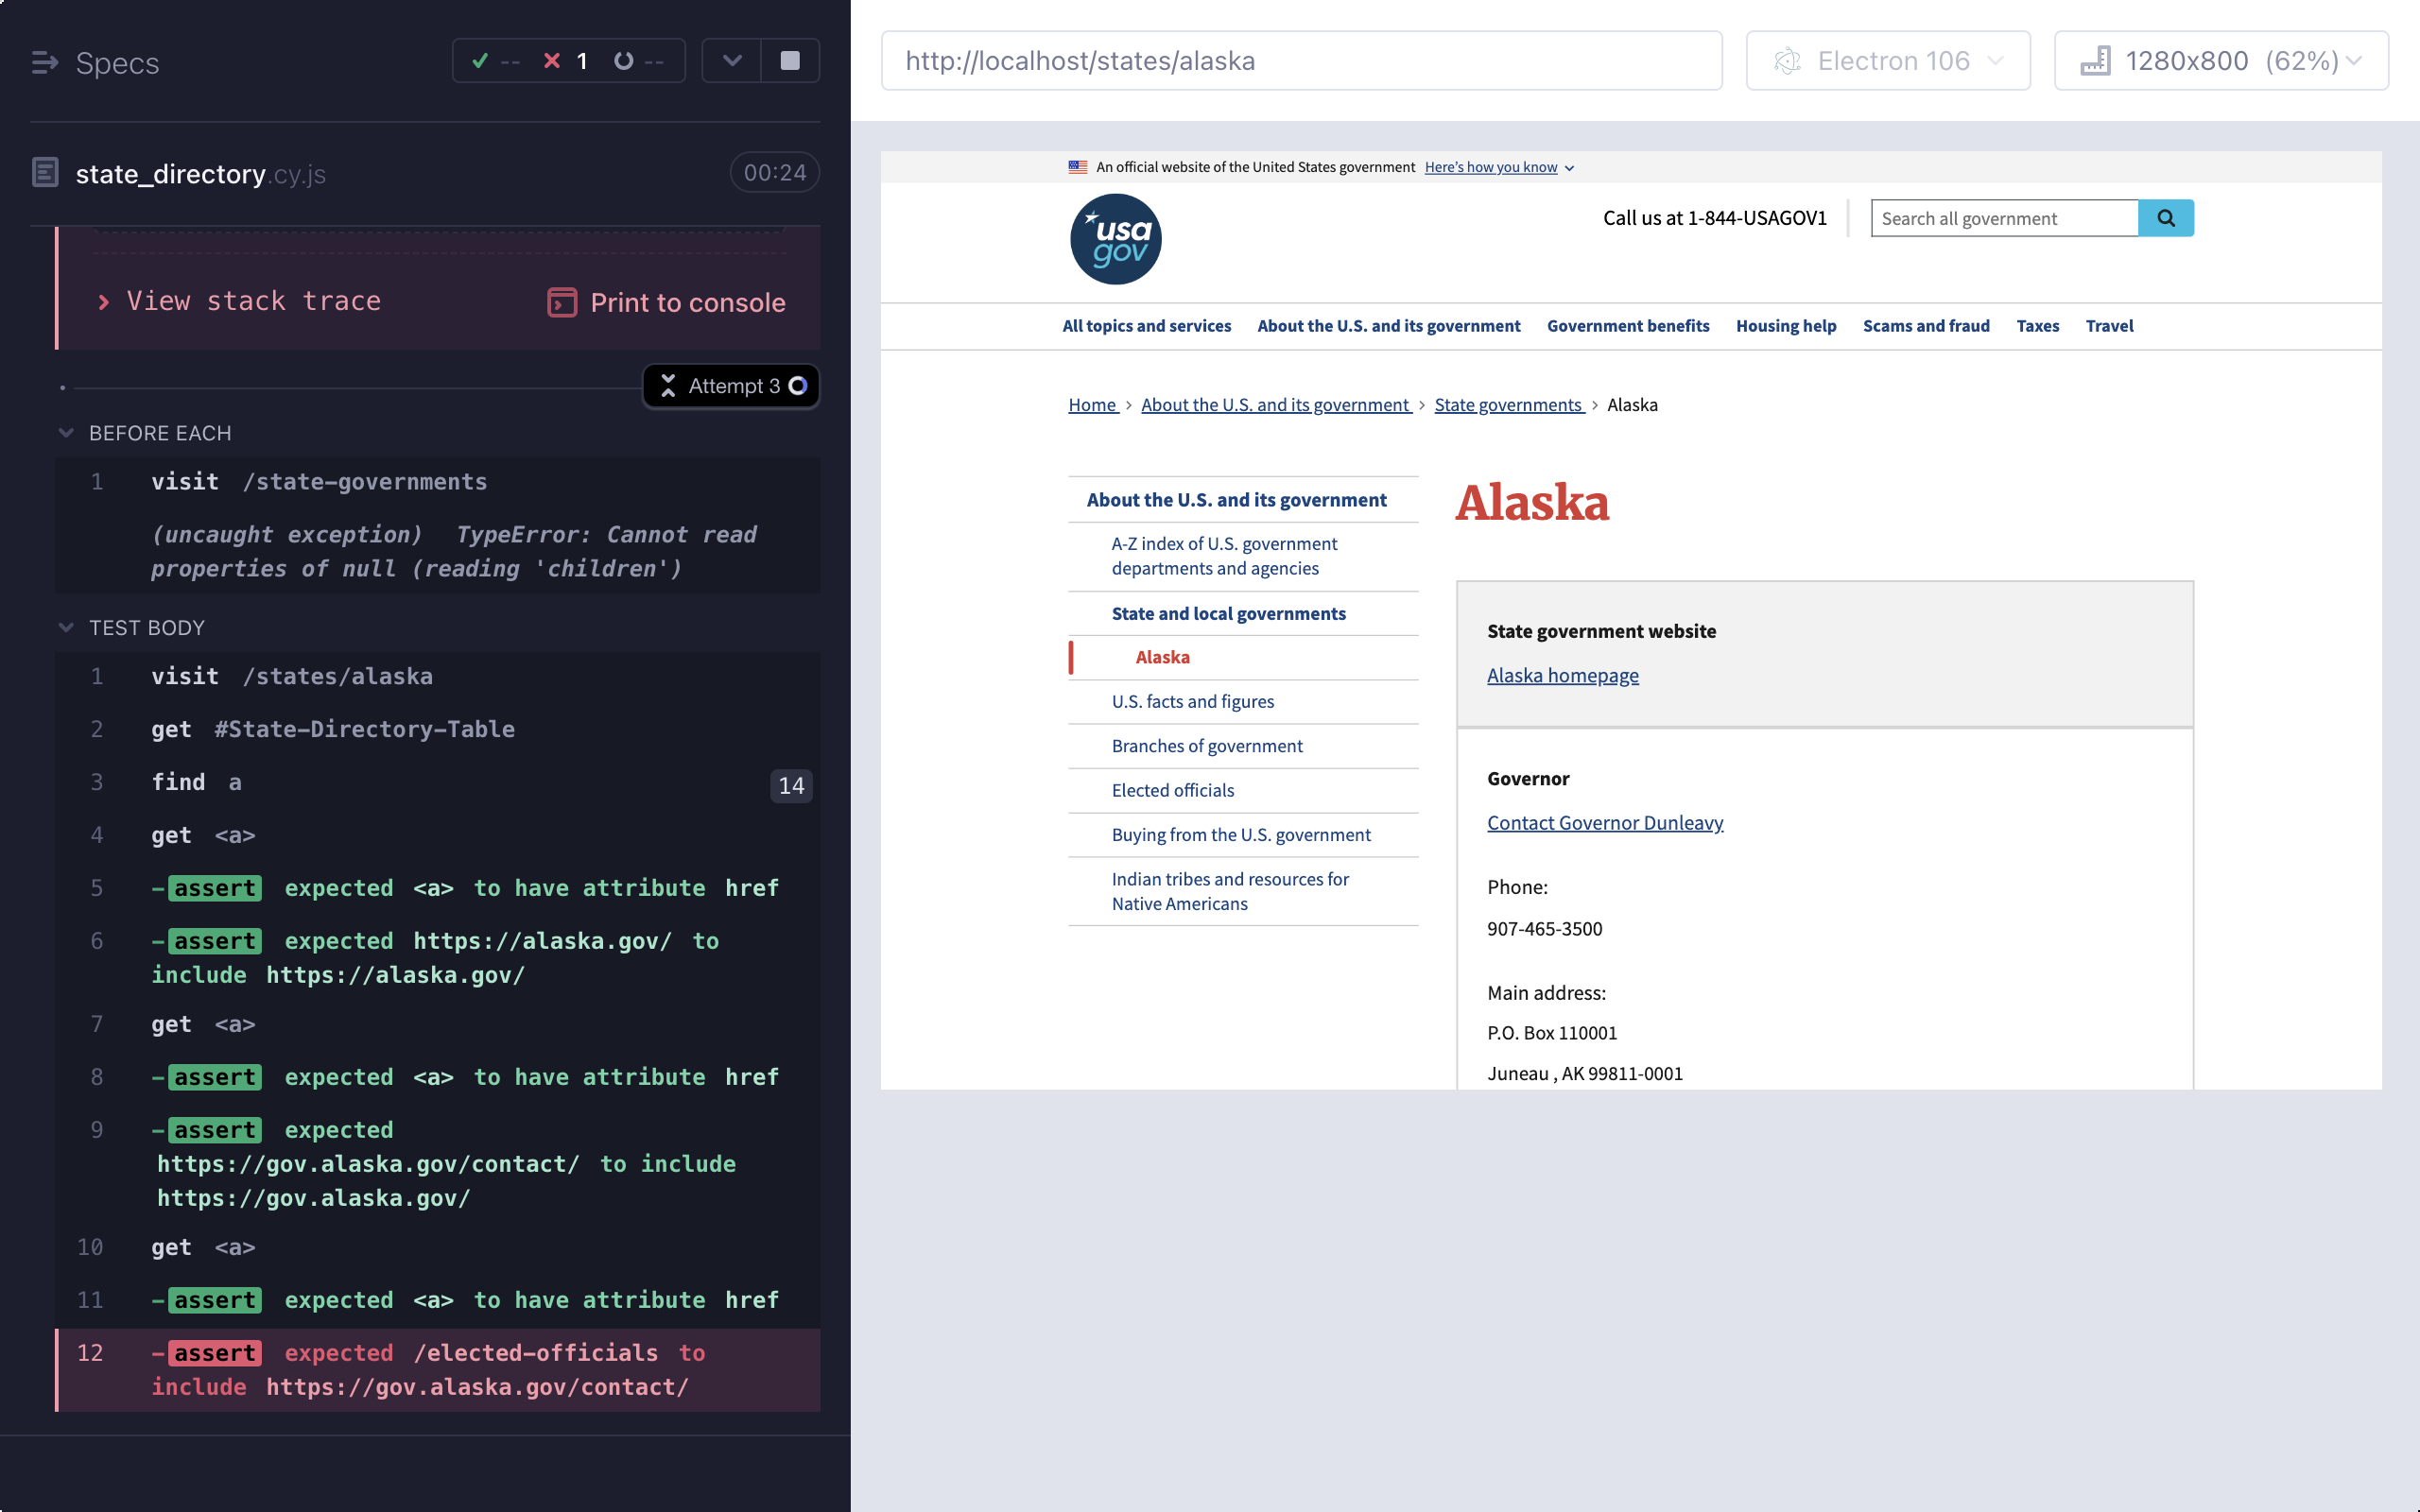 Specs
-- 1 --
state_directory.cy.js 00:24
View stack trace Print to console
Attempt 3
BEFORE EACH
1 visit /state-governments
(uncaught exception) TypeError: Cannot read
properties of null (reading 'children')
TEST BODY
1 visit /states/alaska
2 get #State-Directory-Table
3 find a 14
4 get <a>
5 -assert expected <a> to have attribute href
6 -assert expected https://alaska.gov/ to
include https://alaska.gov/
7 get <a>
8 -assert expected <a> to have attribute href
9 -assert expected
https://gov.alaska.gov/contact/ to include
https://gov.alaska.gov/
10 get <a>
11 -assert expected <a> to have attribute href
12 -assert expected /elected-officials to
include https://gov.alaska.gov/contact/
http://localhost/states/alaska
Electron 106
1280x800 (62%)
An official website of the United States government Here's how you know
usa
gov
Call us at 1-844-USAGOV1
Search all government
All topics and services About the U.S. and its government Government benefits Housing help Scams and fraud Taxes Travel
Home › About the U.S. and its government › State governments › Alaska
About the U.S. and its government
A-Z index of U.S. government
departments and agencies
State and local governments
Alaska
U.S. facts and figures
Branches of government
Elected officials
Buying from the U.S. government
Indian tribes and resources for
Native Americans
Alaska
State government website
Alaska homepage
Governor
Contact Governor Dunleavy
Phone:
907-465-3500
Main address:
P.O. Box 110001
Juneau , AK 99811-0001